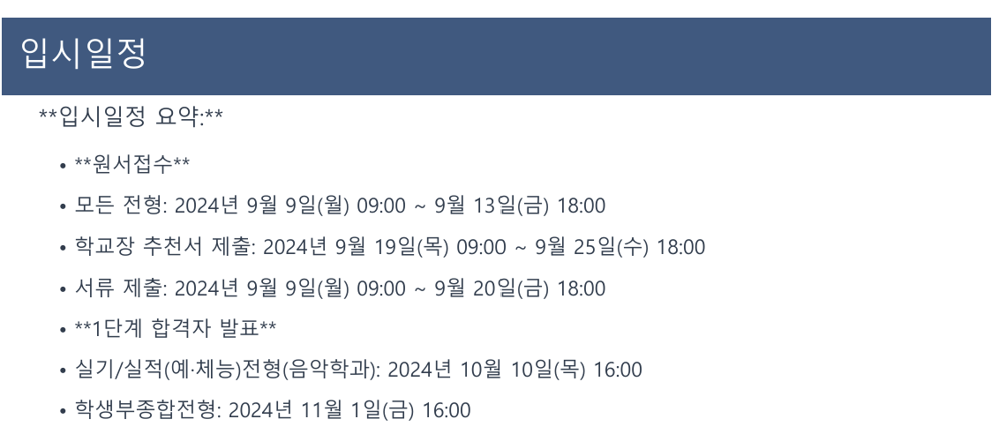 입시일정
**입시일정 요약:**
• **원서접수**
• 모든 전형: 2024년 9월 9일(월) 09:00 ~ 9월 13일(금) 18:00
• 학교장 추천서 제출: 2024년 9월 19일(목) 09:00 ~ 9월 25일(수) 18:00
• 서류 제출: 2024년 9월 9일(월) 09:00 ~ 9월 20일(금) 18:00
• **1단계 합격자 발표**
• 실기/실적(예·체능)전형(음악학과): 2024년 10월 10일(목) 16:00
• 학생부종합전형: 2024년 11월 1일(금) 16:00